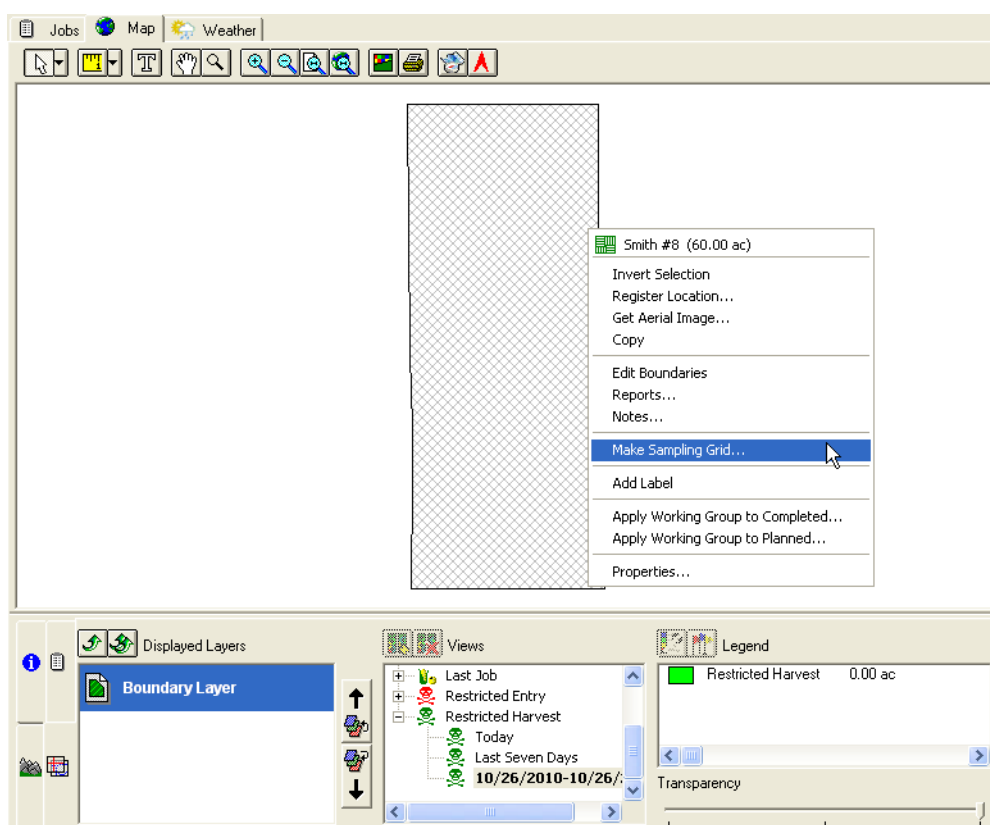 Jobs Map Weather
Smith #8 (60.00 ac)
Invert Selection
Register Location...
Get Aerial Image...
Copy
Edit Boundaries
Reports...
Notes...
Make Sampling Grid...
Add Label
Apply Working Group to Completed...
Apply Working Group to Planned...
Properties...
Displayed Layers
Boundary Layer
Views
Last Job
Restricted Entry
Restricted Harvest
Today
Last Seven Days
10/26/2010-10/26/
Legend
Restricted Harvest 0.00 ac
Transparency